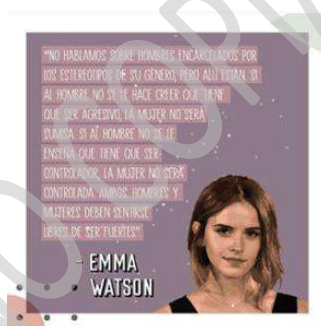 "NO HABLAMOS SOBRE HOMBRES ENCARCELADOS POR
LOS ESTEREOTIPOS DE SU GÉNERO, PERO ALLÍ ESTÁN. SI
AL HOMBRE NO SE LE HACE CREER QUE TIENE
QUE SER AGRESIVO, LA MUJER NO SERÁ
SUMISA. SI AL HOMBRE NO SE LE
ENSEÑA QUE TIENE QUE SER
CONTROLADOR, LA MUJER NO SERÁ
CONTROLADA. AMBOS HOMBRES Y
MUJERES DEBEN SENTIRSE
LIBRES DE SER FUERTES"
- EMMA
WATSON